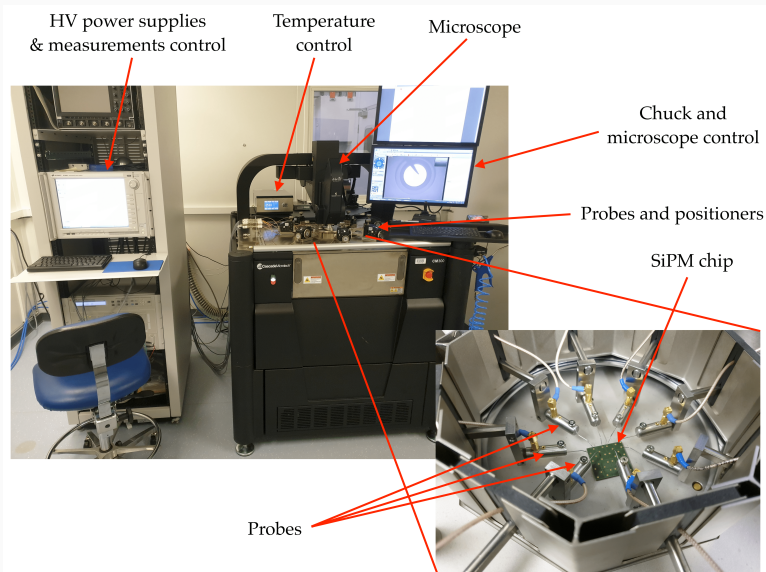 HV power supplies
& measurements control
Temperature
control
Microscope
Chuck and
microscope control
Probes and positioners
SiPM chip
Probes